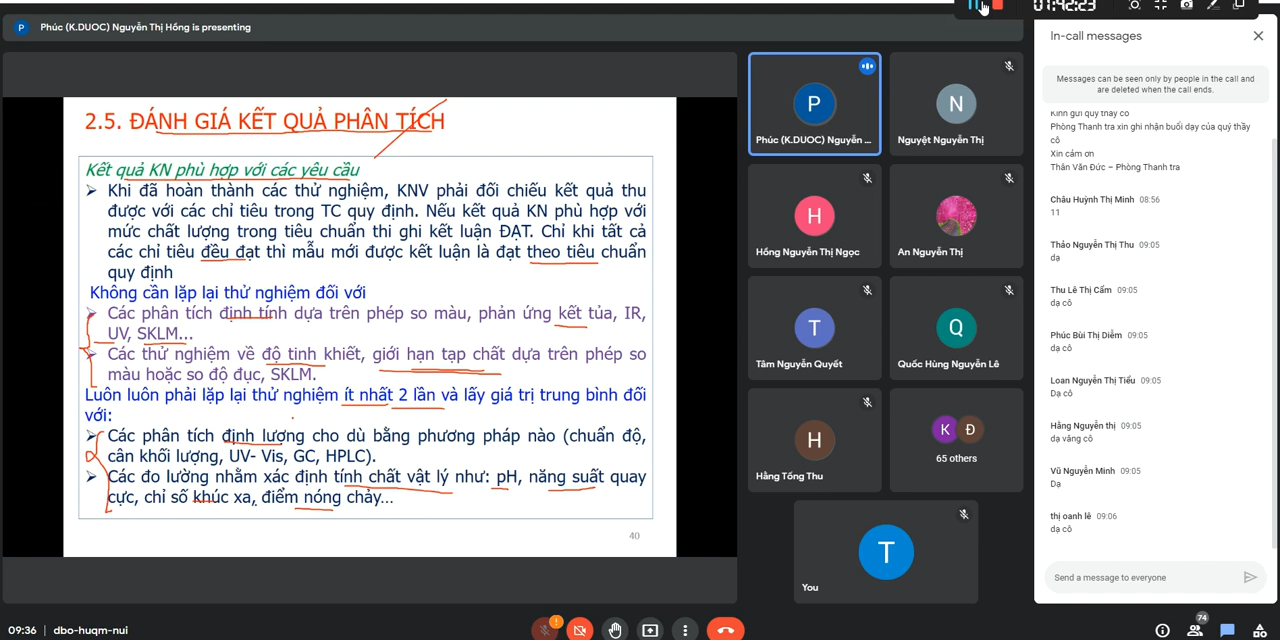 01:42:23
P Phúc (K.DUOC) Nguyễn Thị Hồng is presenting
2.5. ĐÁNH GIÁ KẾT QUẢ PHÂN TÍCH
Kết quả KN phù hợp với các yêu cầu
➢ Khi đã hoàn thành các thử nghiệm, KNV phải đối chiếu kết quả thu
được với các chỉ tiêu trong TC quy định. Nếu kết quả KN phù hợp với
mức chất lượng trong tiêu chuẩn thi ghi kết luận ĐẠT. Chỉ khi tất cả
các chỉ tiêu đều đạt thì mẫu mới được kết luận là đạt theo tiêu chuẩn
quy định
Không cần lặp lại thử nghiệm đối với
➢ Các phân tích định tính dựa trên phép so màu, phản ứng kết tủa, IR,
UV, SKLM...
➢ Các thử nghiệm về độ tinh khiết, giới hạn tạp chất dựa trên phép so
màu hoặc so độ đục, SKLM.
Luôn luôn phải lặp lại thử nghiệm ít nhất 2 lần và lấy giá trị trung bình đối
với:
➢ Các phân tích định lượng cho dù bằng phương pháp nào (chuẩn độ,
cân khối lượng, UV- Vis, GC, HPLC).
➢ Các đo lường nhằm xác định tính chất vật lý như: pH, năng suất quay
cực, chỉ số khúc xạ, điểm nóng chảy...
40
P
Phúc (K.DUOC) Nguyễn ...
N
Nguyệt Nguyễn Thị
H
Hồng Nguyễn Thị Ngọc
An Nguyễn Thị
T
Tâm Nguyễn Quyết
Q
Quốc Hùng Nguyễn Lê
H
Hằng Tống Thu
K Đ
65 others
T
You
In-call messages
Messages can be seen only by people in the call and
are deleted when the call ends.
Kính gửi quý thầy cô
Phòng Thanh tra xin ghi nhận buổi dạy của quý thầy
cô
Xin cảm ơn
Thân Văn Đức – Phòng Thanh tra
Châu Huỳnh Thị Minh 08:56
11
Thảo Nguyễn Thị Thu 09:05
dạ
Thu Lê Thị Cẩm 09:05
dạ cô
Phúc Bùi Thị Diễm 09:05
dạ cô
Loan Nguyễn Thị Tiểu 09:05
Dạ cô
Hằng Nguyễn thị 09:05
dạ vâng cô
Vũ Nguyễn Minh 09:05
Dạ
thị oanh lê 09:06
dạ cô
Send a message to everyone
09:36 | dbo-huqm-nui
!
74